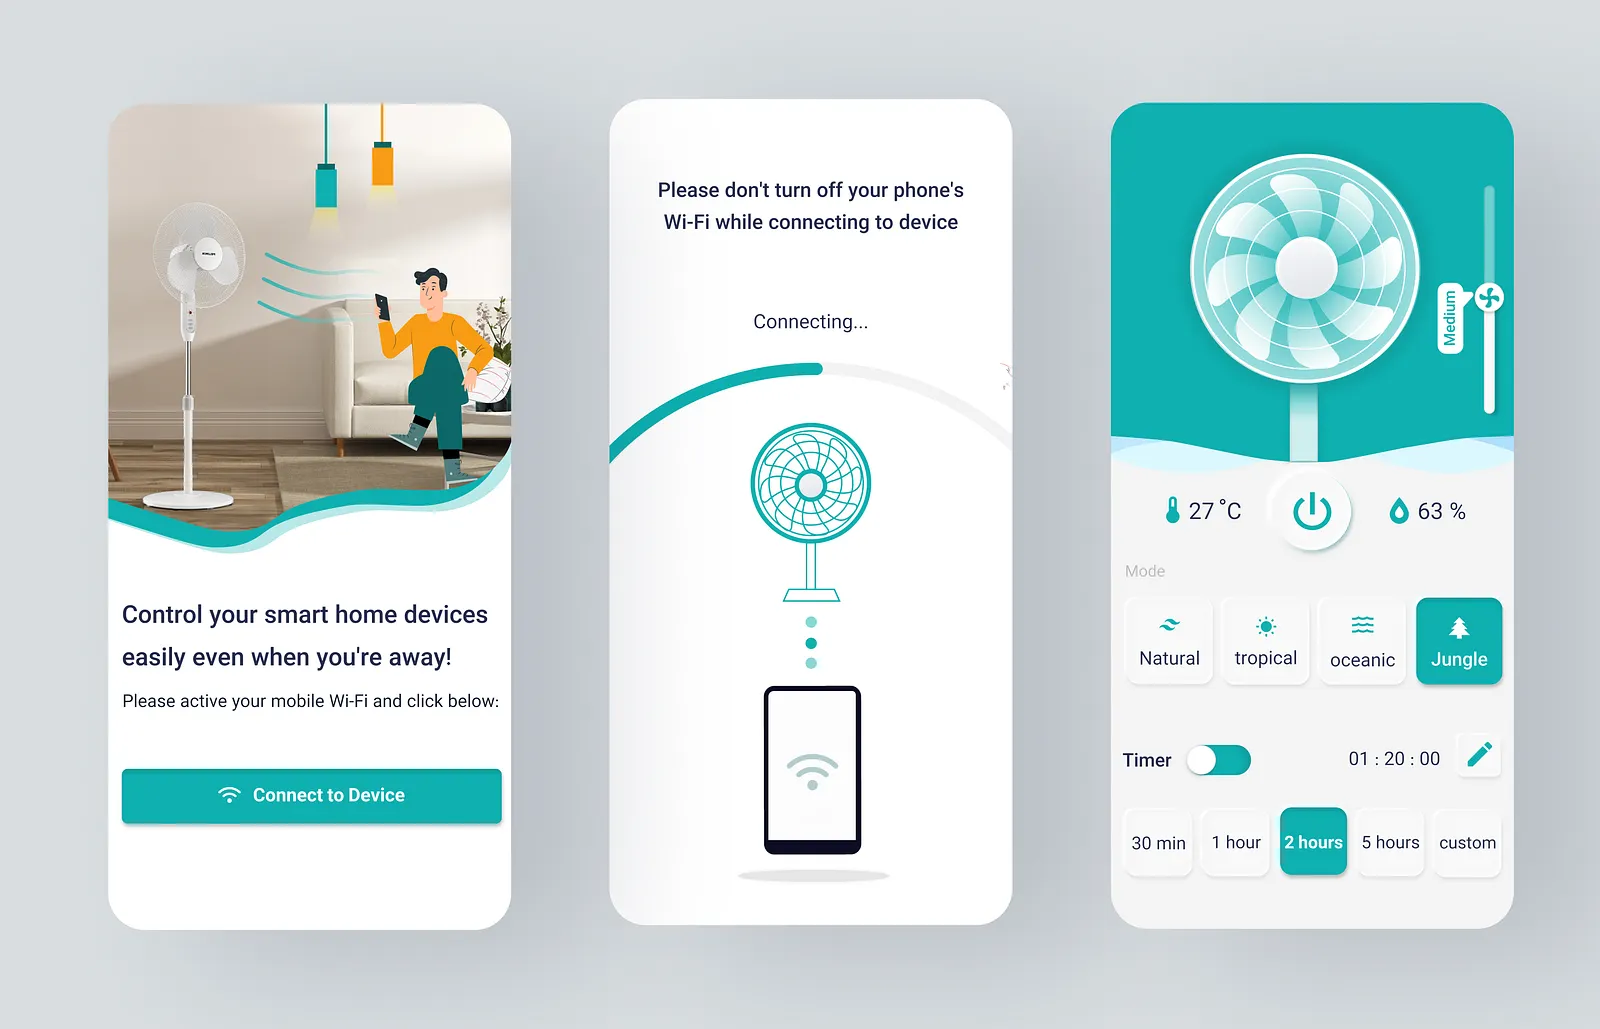 Control your smart home devices
easily even when you're away!
Please active your mobile Wi-Fi and click below:
Connect to Device
Please don't turn off your phone's
Wi-Fi while connecting to device
Connecting...
Medium
27 °C
63 %
Mode
Natural
tropical
oceanic
Jungle
Timer
01 : 20 : 00
30 min
1 hour
2 hours
5 hours
custom